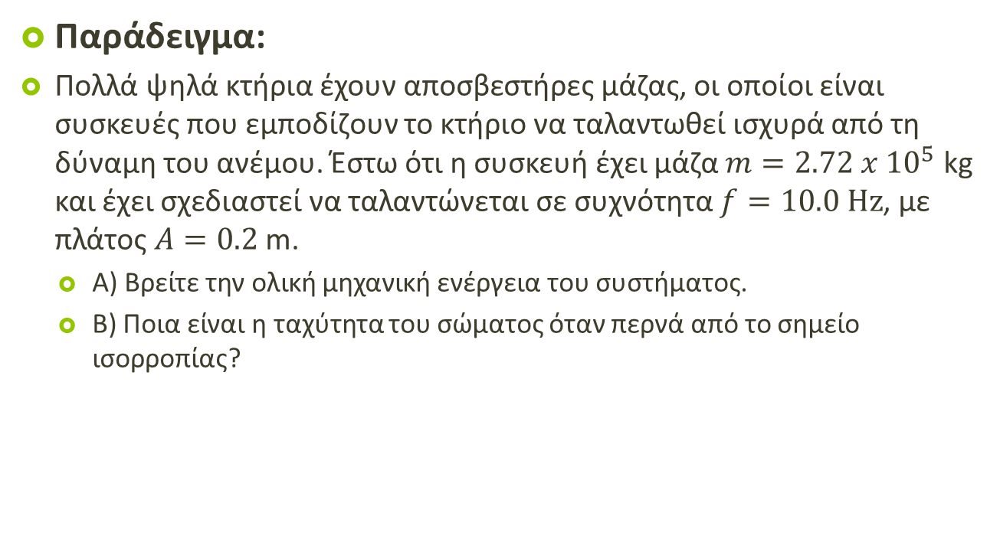 Παράδειγμα:
Πολλά ψηλά κτήρια έχουν αποσβεστήρες μάζας, οι οποίοι είναι
συσκευές που εμποδίζουν το κτήριο να ταλαντωθεί ισχυρά από τη
δύναμη του ανέμου. Έστω ότι η συσκευή έχει μάζα m = 2.72 x 10⁵ kg
και έχει σχεδιαστεί να ταλαντώνεται σε συχνότητα f = 10.0 Hz, με
πλάτος A = 0.2 m.
Α) Βρείτε την ολική μηχανική ενέργεια του συστήματος.
Β) Ποια είναι η ταχύτητα του σώματος όταν περνά από το σημείο
ισορροπίας?